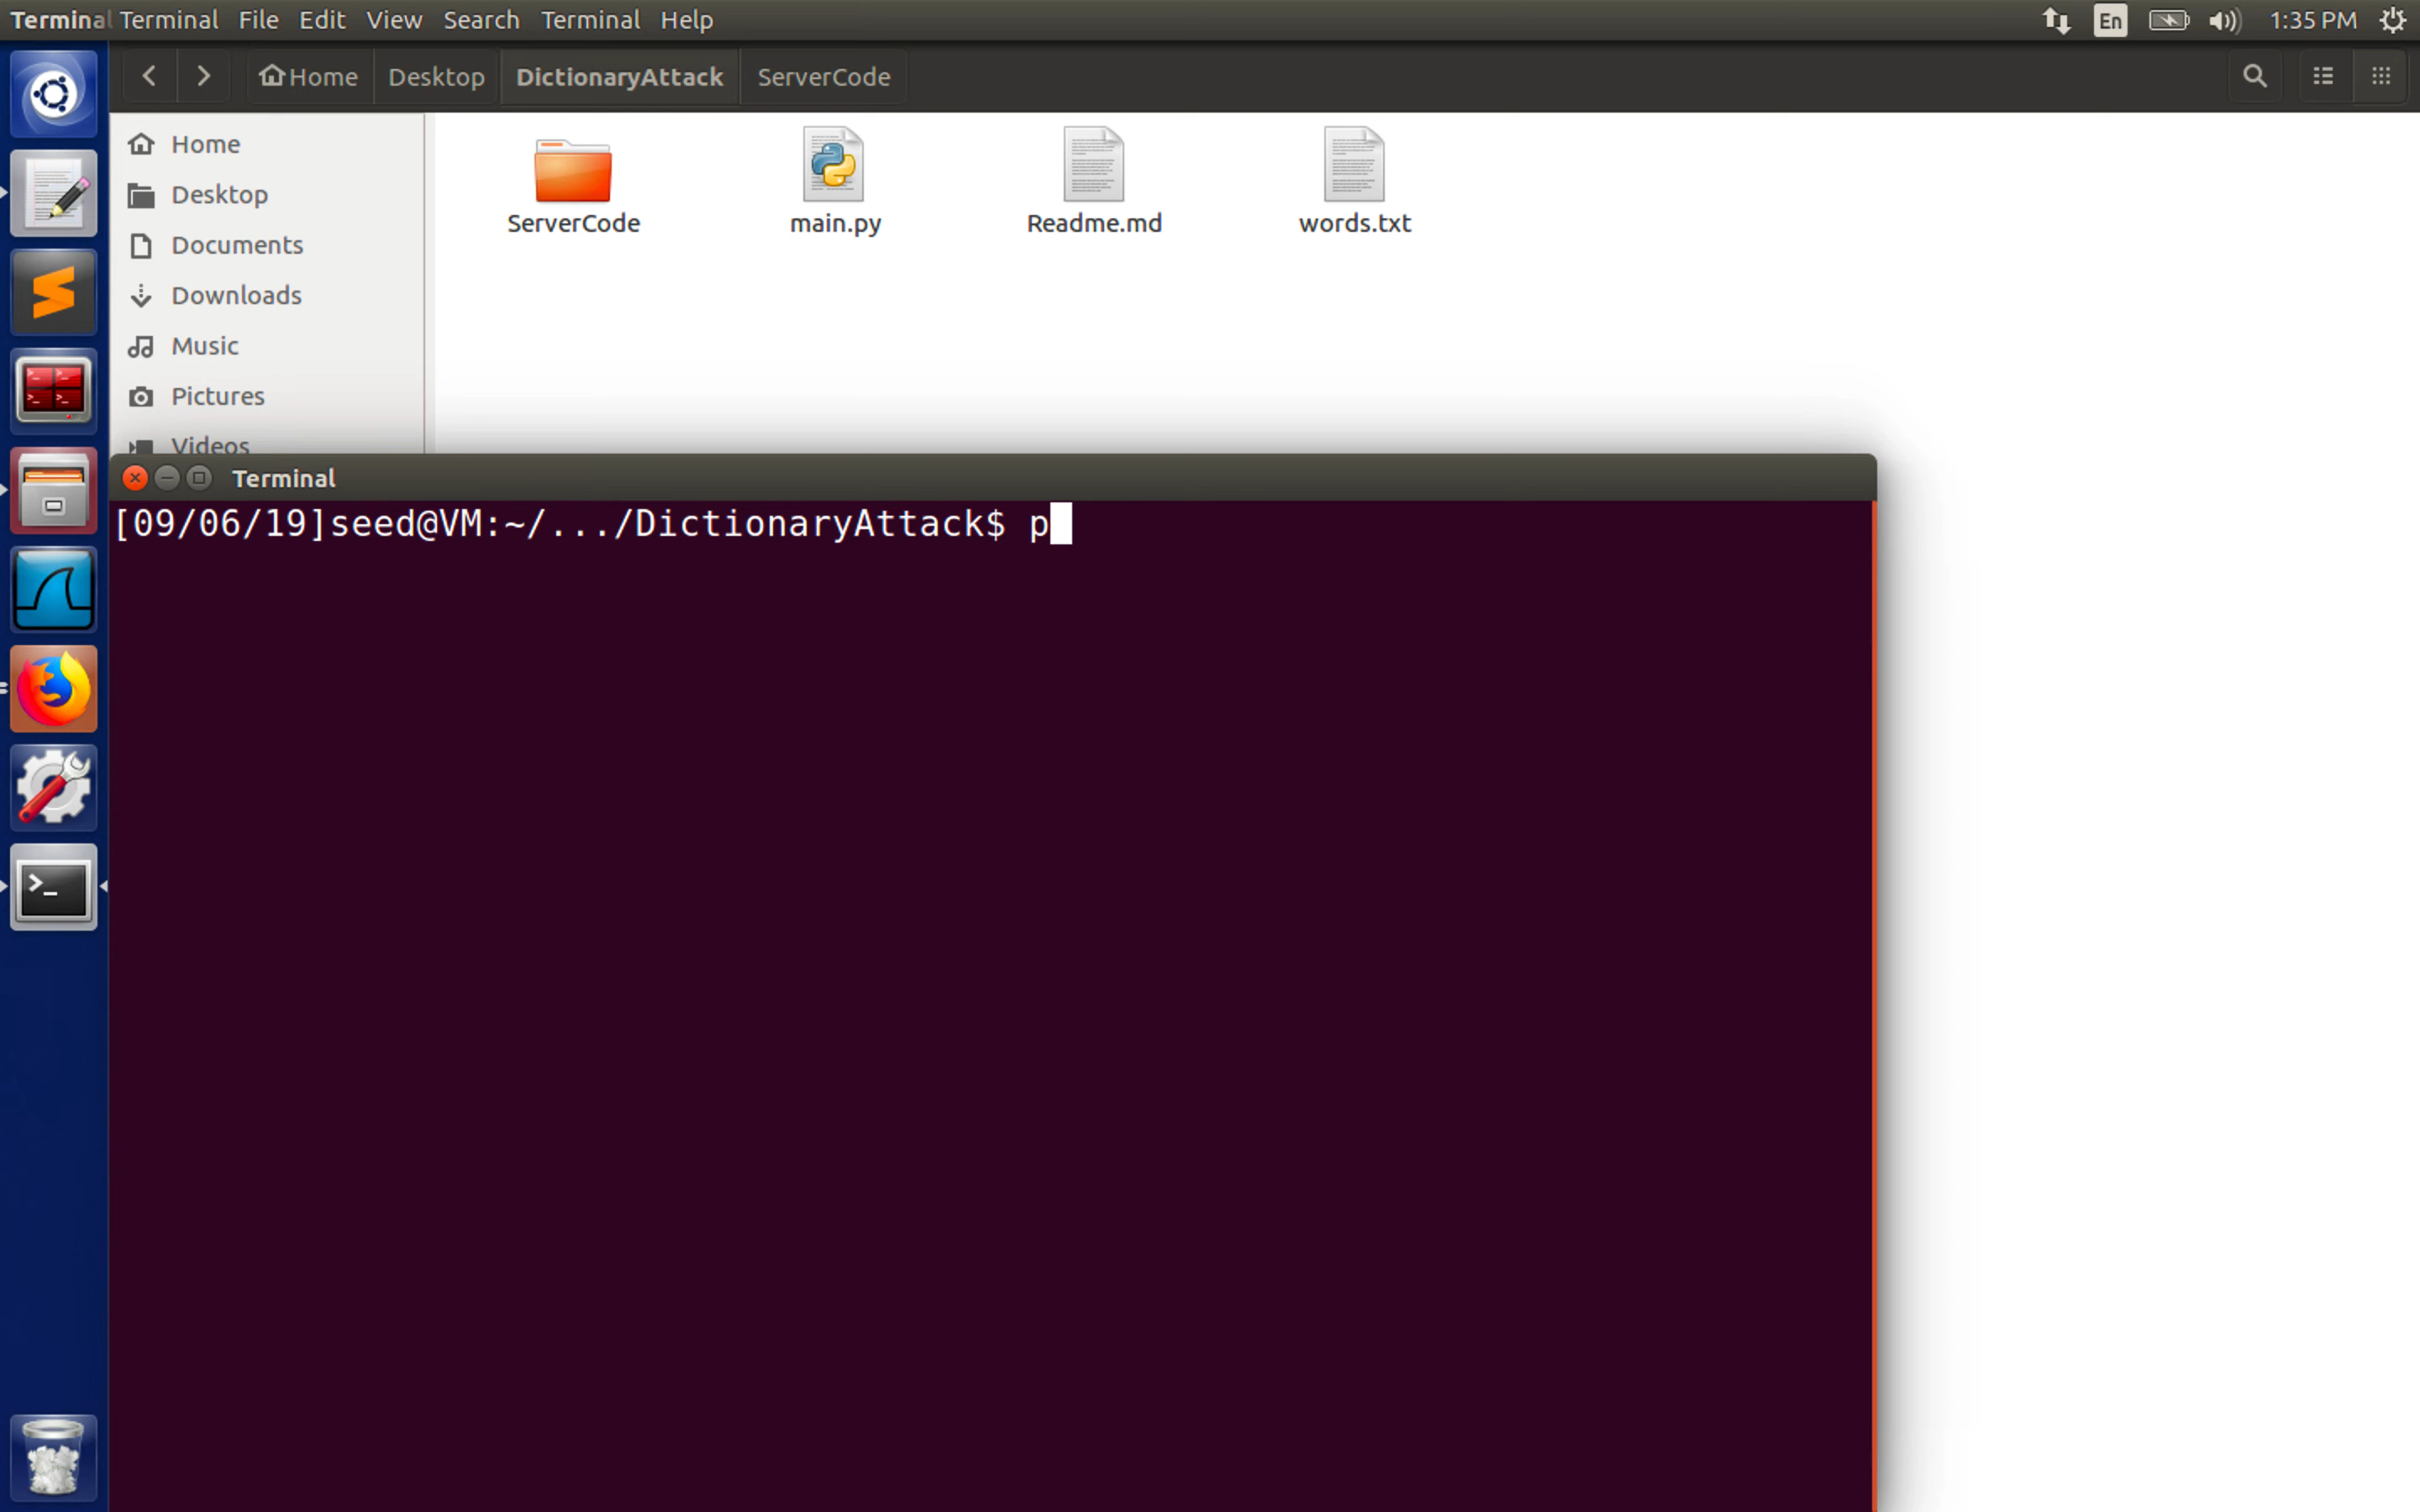 Terminal Terminal File Edit View Search Terminal Help En 1:35 PM
Home Desktop DictionaryAttack ServerCode
Home
Desktop
Documents
Downloads
Music
Pictures
Videos
ServerCode main.py Readme.md words.txt
Terminal
[09/06/19]seed@VM:~/.../DictionaryAttack$ p